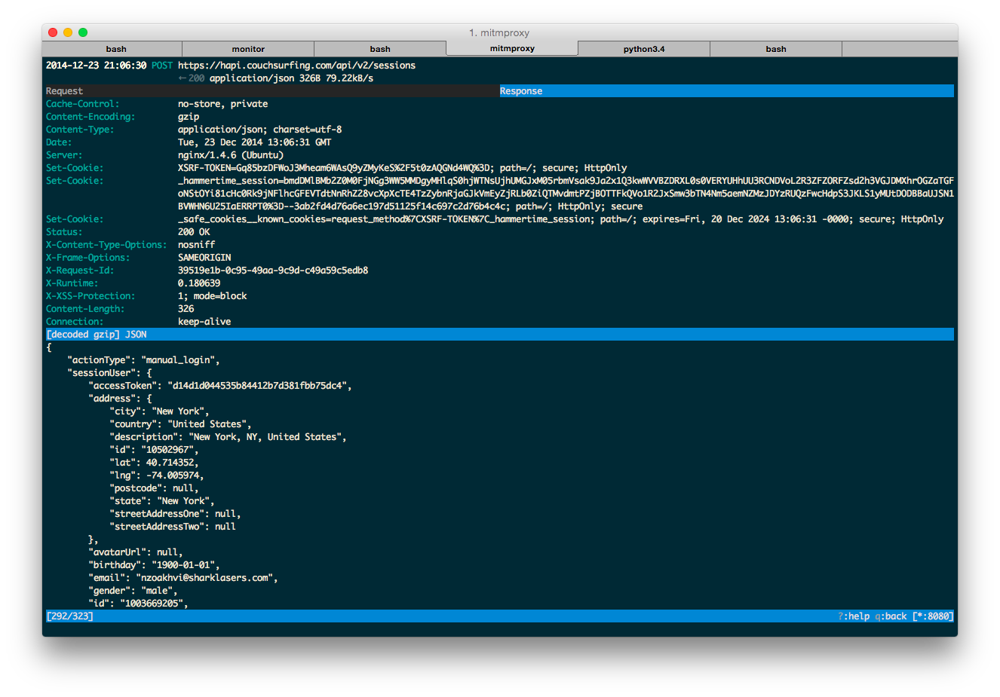 1. mitmproxy
bash monitor bash mitmproxy python3.4 bash
2014-12-23 21:06:30 POST https://hapi.couchsurfing.com/api/v2/sessions
←200 application/json 326B 79.22kB/s
Request Response
Cache-Control: no-store, private
Content-Encoding: gzip
Content-Type: application/json; charset=utf-8
Date: Tue, 23 Dec 2014 13:06:31 GMT
Server: nginx/1.4.6 (Ubuntu)
Set-Cookie: XSRF-TOKEN=Gq85bzDFWoJ3Mheam6WAsQ9yZMyKeS%2F5t0zAQGNd4WQ%3D; path=/; secure; HttpOnly
Set-Cookie: _hammertime_session=bmdDMlBMb2Z0M0FjNGg3WW5MMDgyMHlqS0hjWTNsUjhUMGJxM05rbmVsak9Ja2x1Q3kwWVVBZDRXL0s0VERYUHhUU3RCNDVoL2R3ZFZORFZsd2h3VGJDMXhrOGZaTGF
oNStOYi81cHc0Rk9jNFlhcGFEVTdtNnRhZ28vcXpXcTE4TzZybnRjaGJkVmEyZjRLb0ZiQTMvdmtPZjBOTTFkQVo1R2JxSmw3bTN4Nm5aemNZMzJDYzRUQzFwcHdpS3JKLS1yMUtDODBBaUJSN1
BVWHN6U25IaERRPT0%3D--3ab2fd4d76a6ec197d51125f14c697c2d76b4c4c; path=/; HttpOnly; secure
Set-Cookie: _safe_cookies__known_cookies=request_method%7CXSRF-TOKEN%7C_hammertime_session; path=/; expires=Fri, 20 Dec 2024 13:06:31 -0000; secure; HttpOnly
Status: 200 OK
X-Content-Type-Options: nosniff
X-Frame-Options: SAMEORIGIN
X-Request-Id: 39519e1b-0c95-49aa-9c9d-c49a59c5edb8
X-Runtime: 0.180639
X-XSS-Protection: 1; mode=block
Content-Length: 326
Connection: keep-alive
[decoded gzip] JSON
{
"actionType": "manual_login",
"sessionUser": {
"accessToken": "d14d1d044535b84412b7d381fbb75dc4",
"address": {
"city": "New York",
"country": "United States",
"description": "New York, NY, United States",
"id": "10502967",
"lat": 40.714352,
"lng": -74.005974,
"postcode": null,
"state": "New York",
"streetAddressOne": null,
"streetAddressTwo": null
},
"avatarUrl": null,
"birthday": "1900-01-01",
"email": "nzoakhvi@sharklasers.com",
"gender": "male",
"id": "1003669205",
[292/323] ?:help q:back [*:8080]